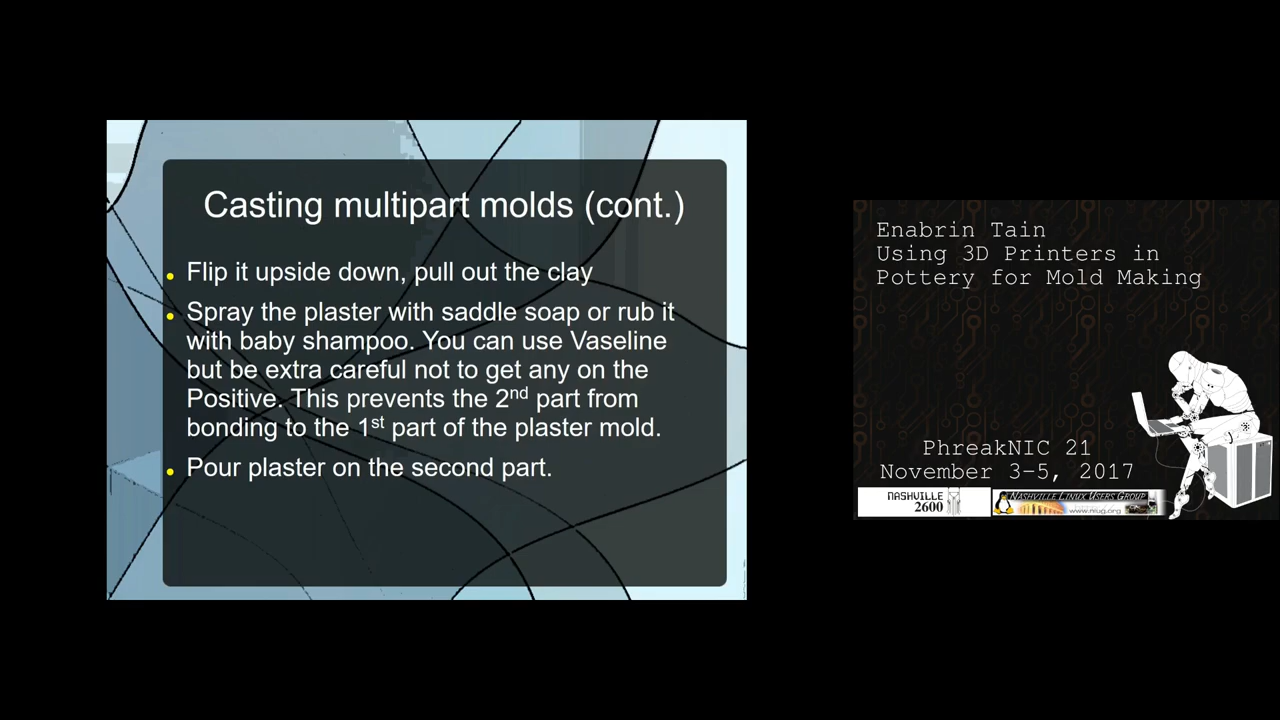 Casting multipart molds (cont.)
Flip it upside down, pull out the clay
Spray the plaster with saddle soap or rub it
with baby shampoo. You can use Vaseline
but be extra careful not to get any on the
Positive. This prevents the 2nd part from
bonding to the 1st part of the plaster mold.
Pour plaster on the second part.
Enabrin Tain
Using 3D Printers in
Pottery for Mold Making
PhreakNIC 21
November 3-5, 2017
NASHVILLE
2600
NASHVILLE LINUX USERS GROUP
www.nlug.org